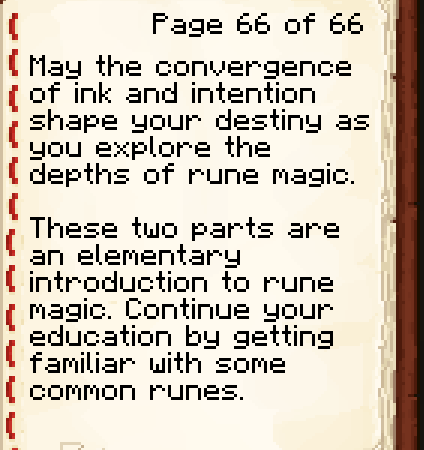 Page 66 of 66
May the convergence
of ink and intention
shape your destiny as
you explore the
depths of rune magic.

These two parts are
an elementary
introduction to rune
magic. Continue your
education by getting
familiar with some
common runes.